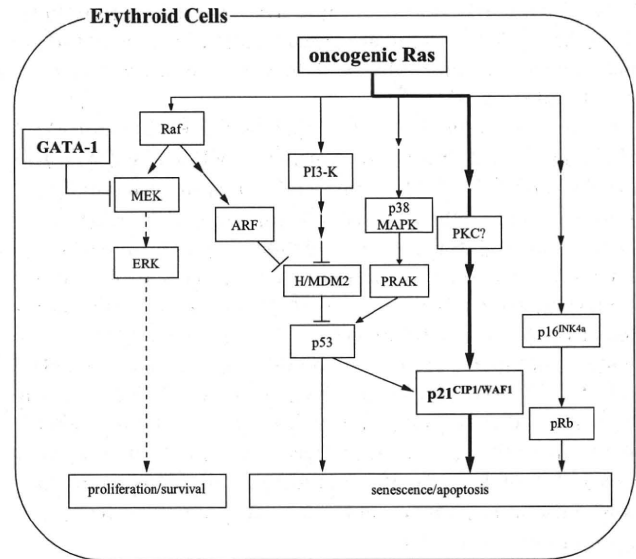 Erythroid Cells
oncogenic Ras
Raf
GATA-1
PI3-K
MEK
p38
MAPK
ARF
PKC?
ERK
H/MDM2
PRAK
p16INK4a
p53
p21CIP1/WAF1
pRb
proliferation/survival
senescence/apoptosis